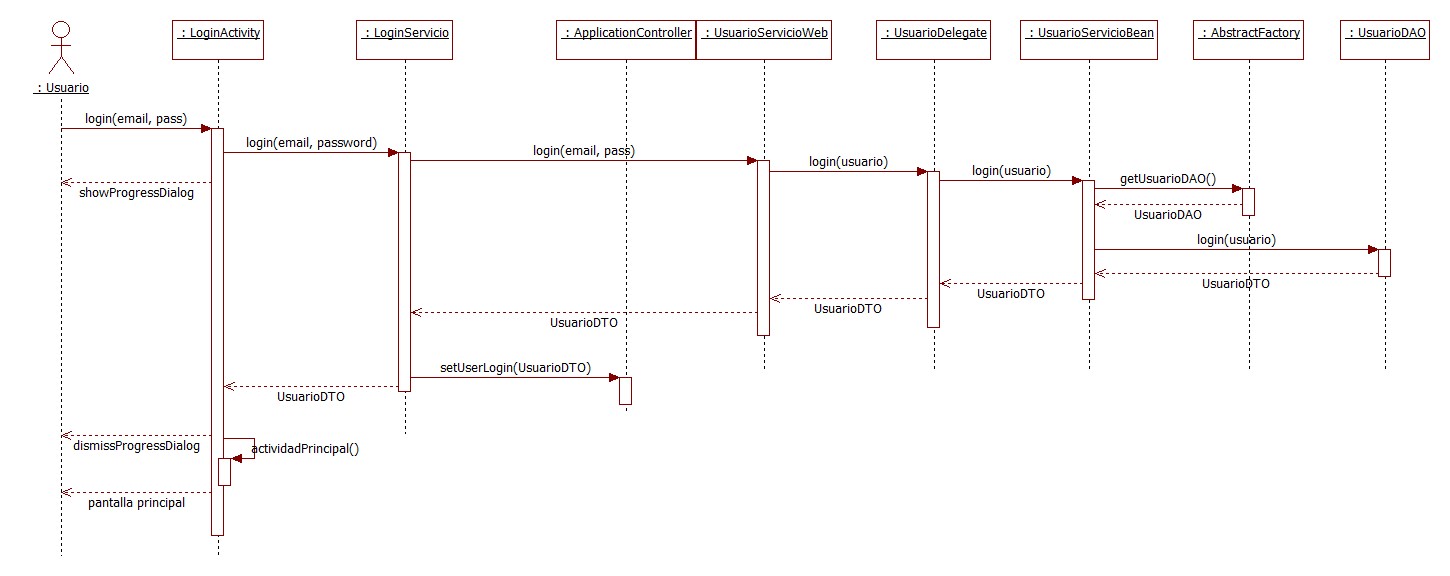 : LoginActivity
: LoginServicio
: ApplicationController
: UsuarioServicioWeb
: UsuarioDelegate
: UsuarioServicioBean
: AbstractFactory
: UsuarioDAO
: Usuario
login(email, pass)
login(email, password)
login(email, pass)
login(usuario)
login(usuario)
getUsuarioDAO()
showProgressDialog
UsuarioDAO
login(usuario)
UsuarioDTO
UsuarioDTO
UsuarioDTO
UsuarioDTO
setUserLogin(UsuarioDTO)
UsuarioDTO
dismissProgressDialog
actividadPrincipal()
pantalla principal